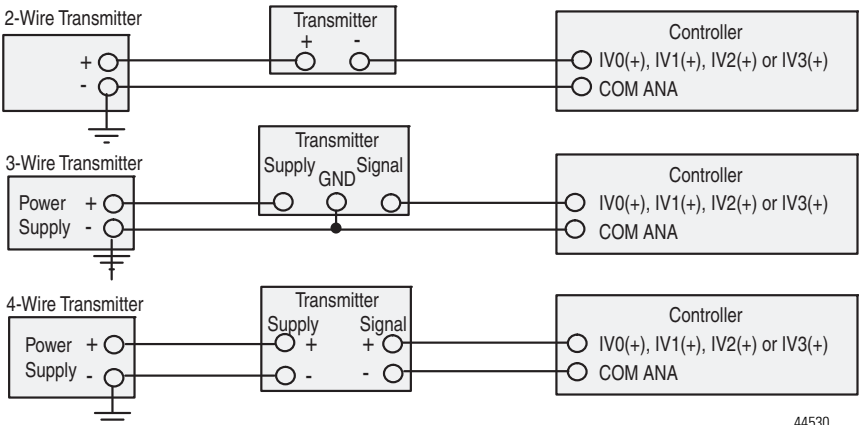 2-Wire Transmitter
+
-
Transmitter
+ -
Controller
IV0(+), IV1(+), IV2(+) or IV3(+)
COM ANA
3-Wire Transmitter
Power +
Supply -
Transmitter
Supply GND Signal
Controller
IV0(+), IV1(+), IV2(+) or IV3(+)
COM ANA
4-Wire Transmitter
Power +
Supply -
Transmitter
Supply Signal
+ +
- -
Controller
IV0(+), IV1(+), IV2(+) or IV3(+)
COM ANA
44530